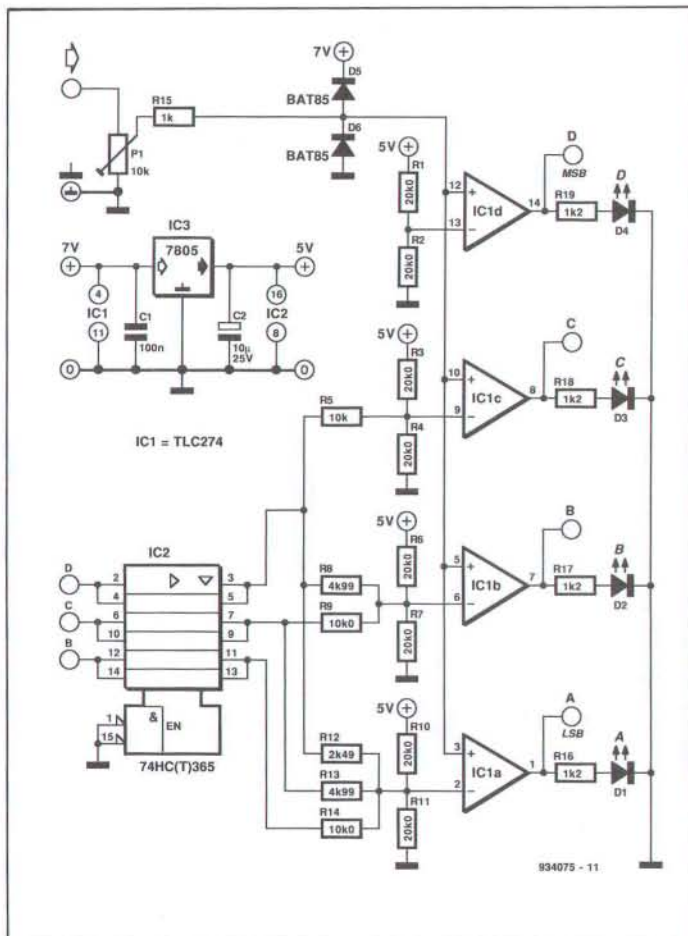 7V
D5
BAT85
R15
1k
D6
BAT85
P1
10k
5V
R1
20k0
12
+
13
−
IC1d
14
D
MSB
R19
1k2
D
D4
R2
20k0
IC3
7805
7V
5V
4
IC1
11
C1
100n
C2
10µ
25V
16
IC2
8
0
0
IC1 = TLC274
5V
R3
20k0
R5
10k
10
+
9
−
IC1c
8
C
R18
1k2
C
D3
R4
20k0
IC2
D
2
4
3
5
C
6
10
7
9
B
12
14
11
13
1
15
&
EN
74HC(T)365
5V
R6
20k0
R8
4k99
R9
10k0
5
+
6
−
IC1b
7
B
R17
1k2
B
D2
R7
20k0
5V
R10
20k0
R12
2k49
R13
4k99
R14
10k0
3
+
2
−
IC1a
1
A
LSB
R16
1k2
A
D1
R11
20k0
934075 - 11